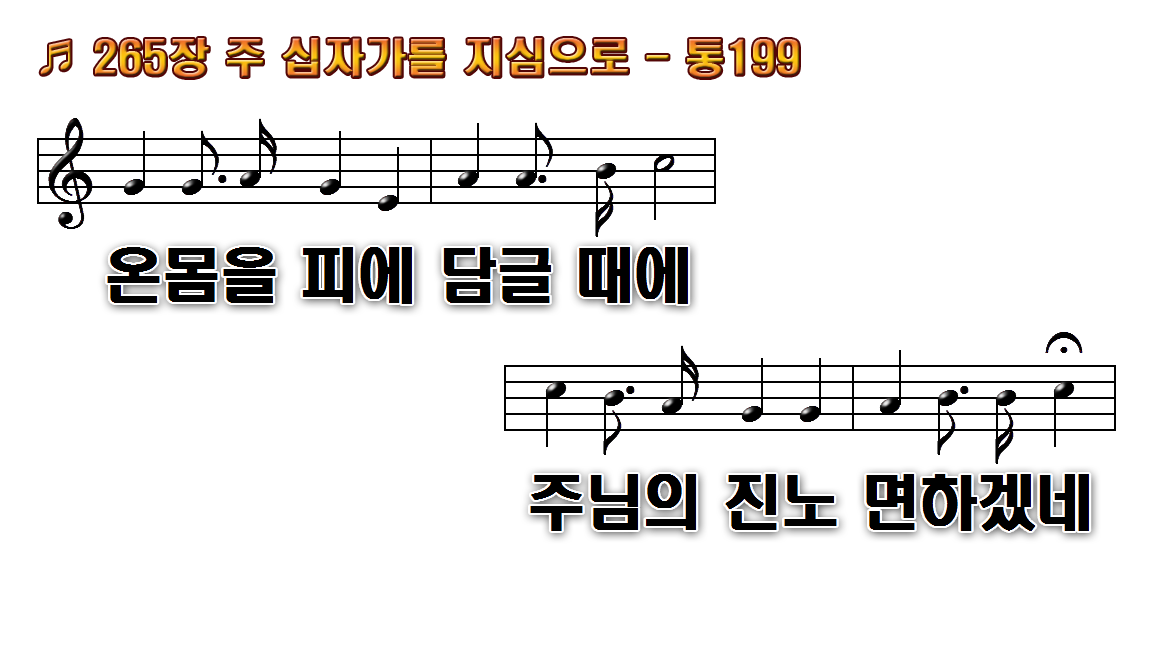 265장 주 십자가를 지심으로 - 통199
온몸을 피에 담글 때에
주님의 진노 면하겠네